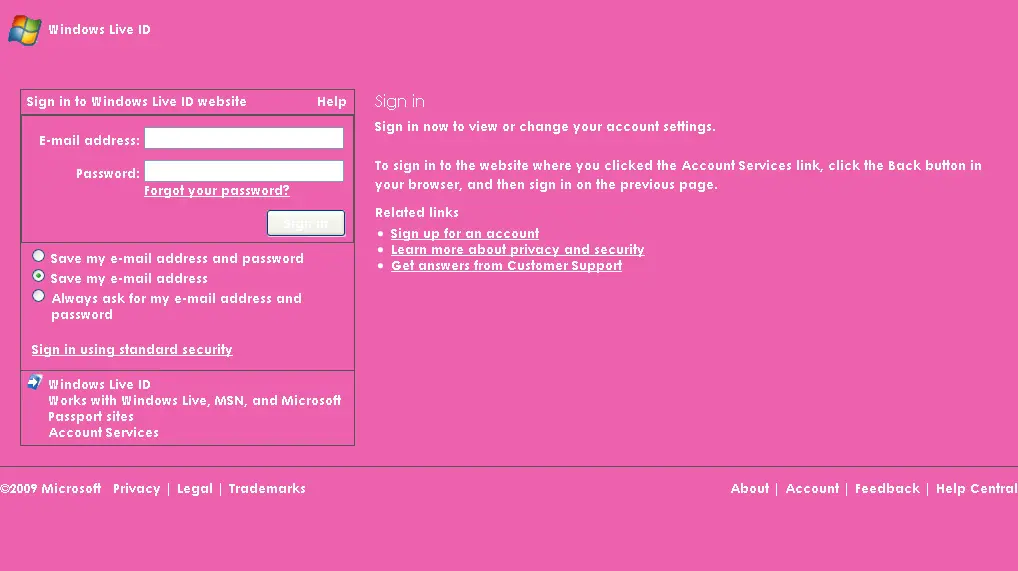 Windows Live ID
Sign in to Windows Live ID website Help
E-mail address:
Password:
Forgot your password?
Sign in
Save my e-mail address and password
Save my e-mail address
Always ask for my e-mail address and
password
Sign in using standard security
Windows Live ID
Works with Windows Live, MSN, and Microsoft
Passport sites
Account Services
Sign in
Sign in now to view or change your account settings.
To sign in to the website where you clicked the Account Services link, click the Back button in
your browser, and then sign in on the previous page.
Related links
• Sign up for an account
• Learn more about privacy and security
• Get answers from Customer Support
©2009 Microsoft Privacy | Legal | Trademarks
About | Account | Feedback | Help Central